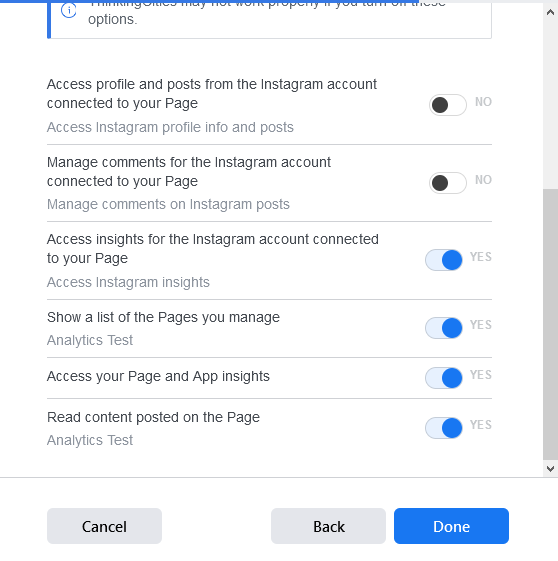 ThinkingCities may not work properly if you turn off these
options.
Access profile and posts from the Instagram account
connected to your Page
NO
Access Instagram profile info and posts
Manage comments for the Instagram account
connected to your Page
NO
Manage comments on Instagram posts
Access insights for the Instagram account connected
to your Page
YES
Access Instagram insights
Show a list of the Pages you manage
YES
Analytics Test
Access your Page and App insights
YES
Read content posted on the Page
YES
Analytics Test
Cancel
Back
Done